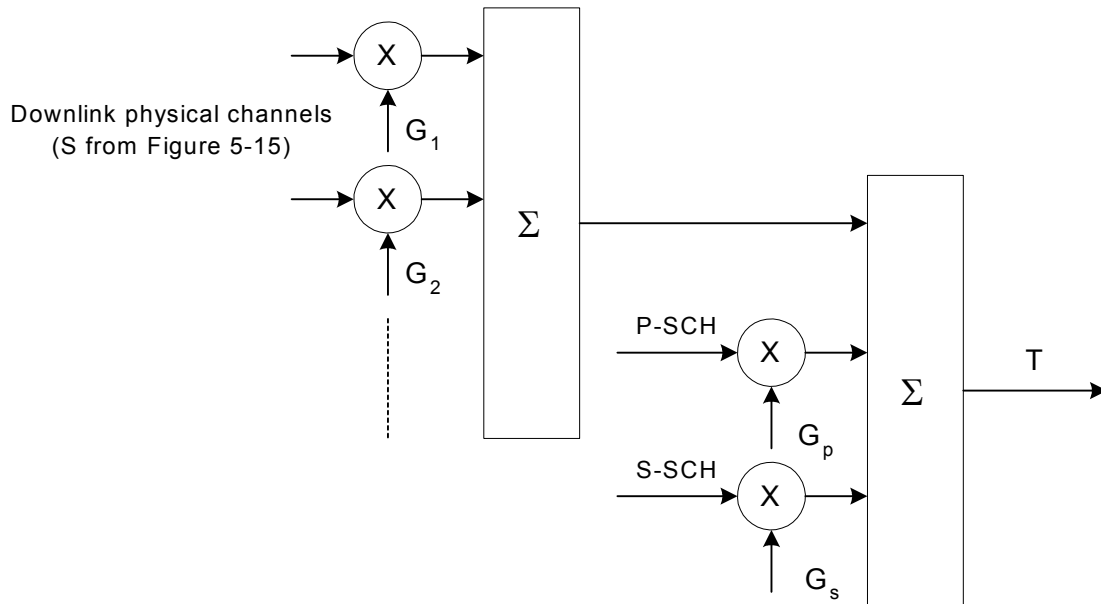 X
Downlink physical channels
(S from Figure 5-15)
G1
X
Σ
G2
P-SCH
X
T
Σ
Gp
S-SCH
X
Gs